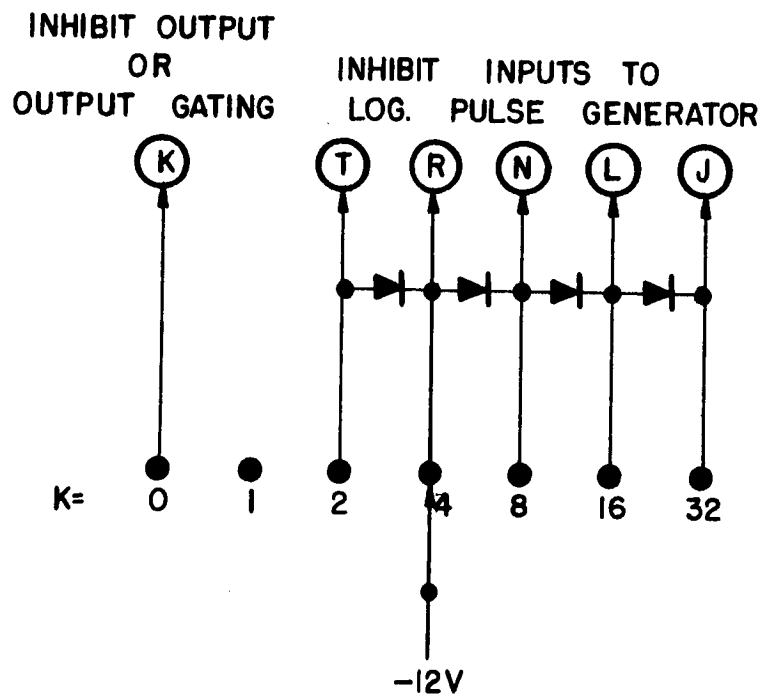 INHIBIT OUTPUT
OR
OUTPUT GATING
INHIBIT INPUTS TO
LOG. PULSE GENERATOR
K T R N L J
K= 0 1 2 4 8 16 32
-12V